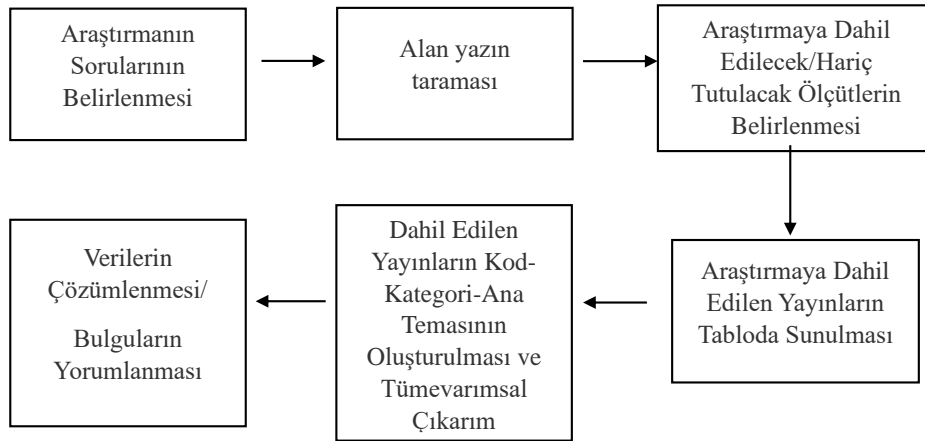 Araştırmanın
Sorularının
Belirlenmesi
Alan yazın
taraması
Araştırmaya Dahil
Edilecek/Hariç
Tutulacak Ölçütlerin
Belirlenmesi
Araştırmaya Dahil
Edilen Yayınların
Tabloda Sunulması
Dahil Edilen
Yayınların Kod-
Kategori-Ana
Temasının
Oluşturulması ve
Tümevarımsal
Çıkarım
Verilerin
Çözümlenmesi/
Bulguların
Yorumlanması